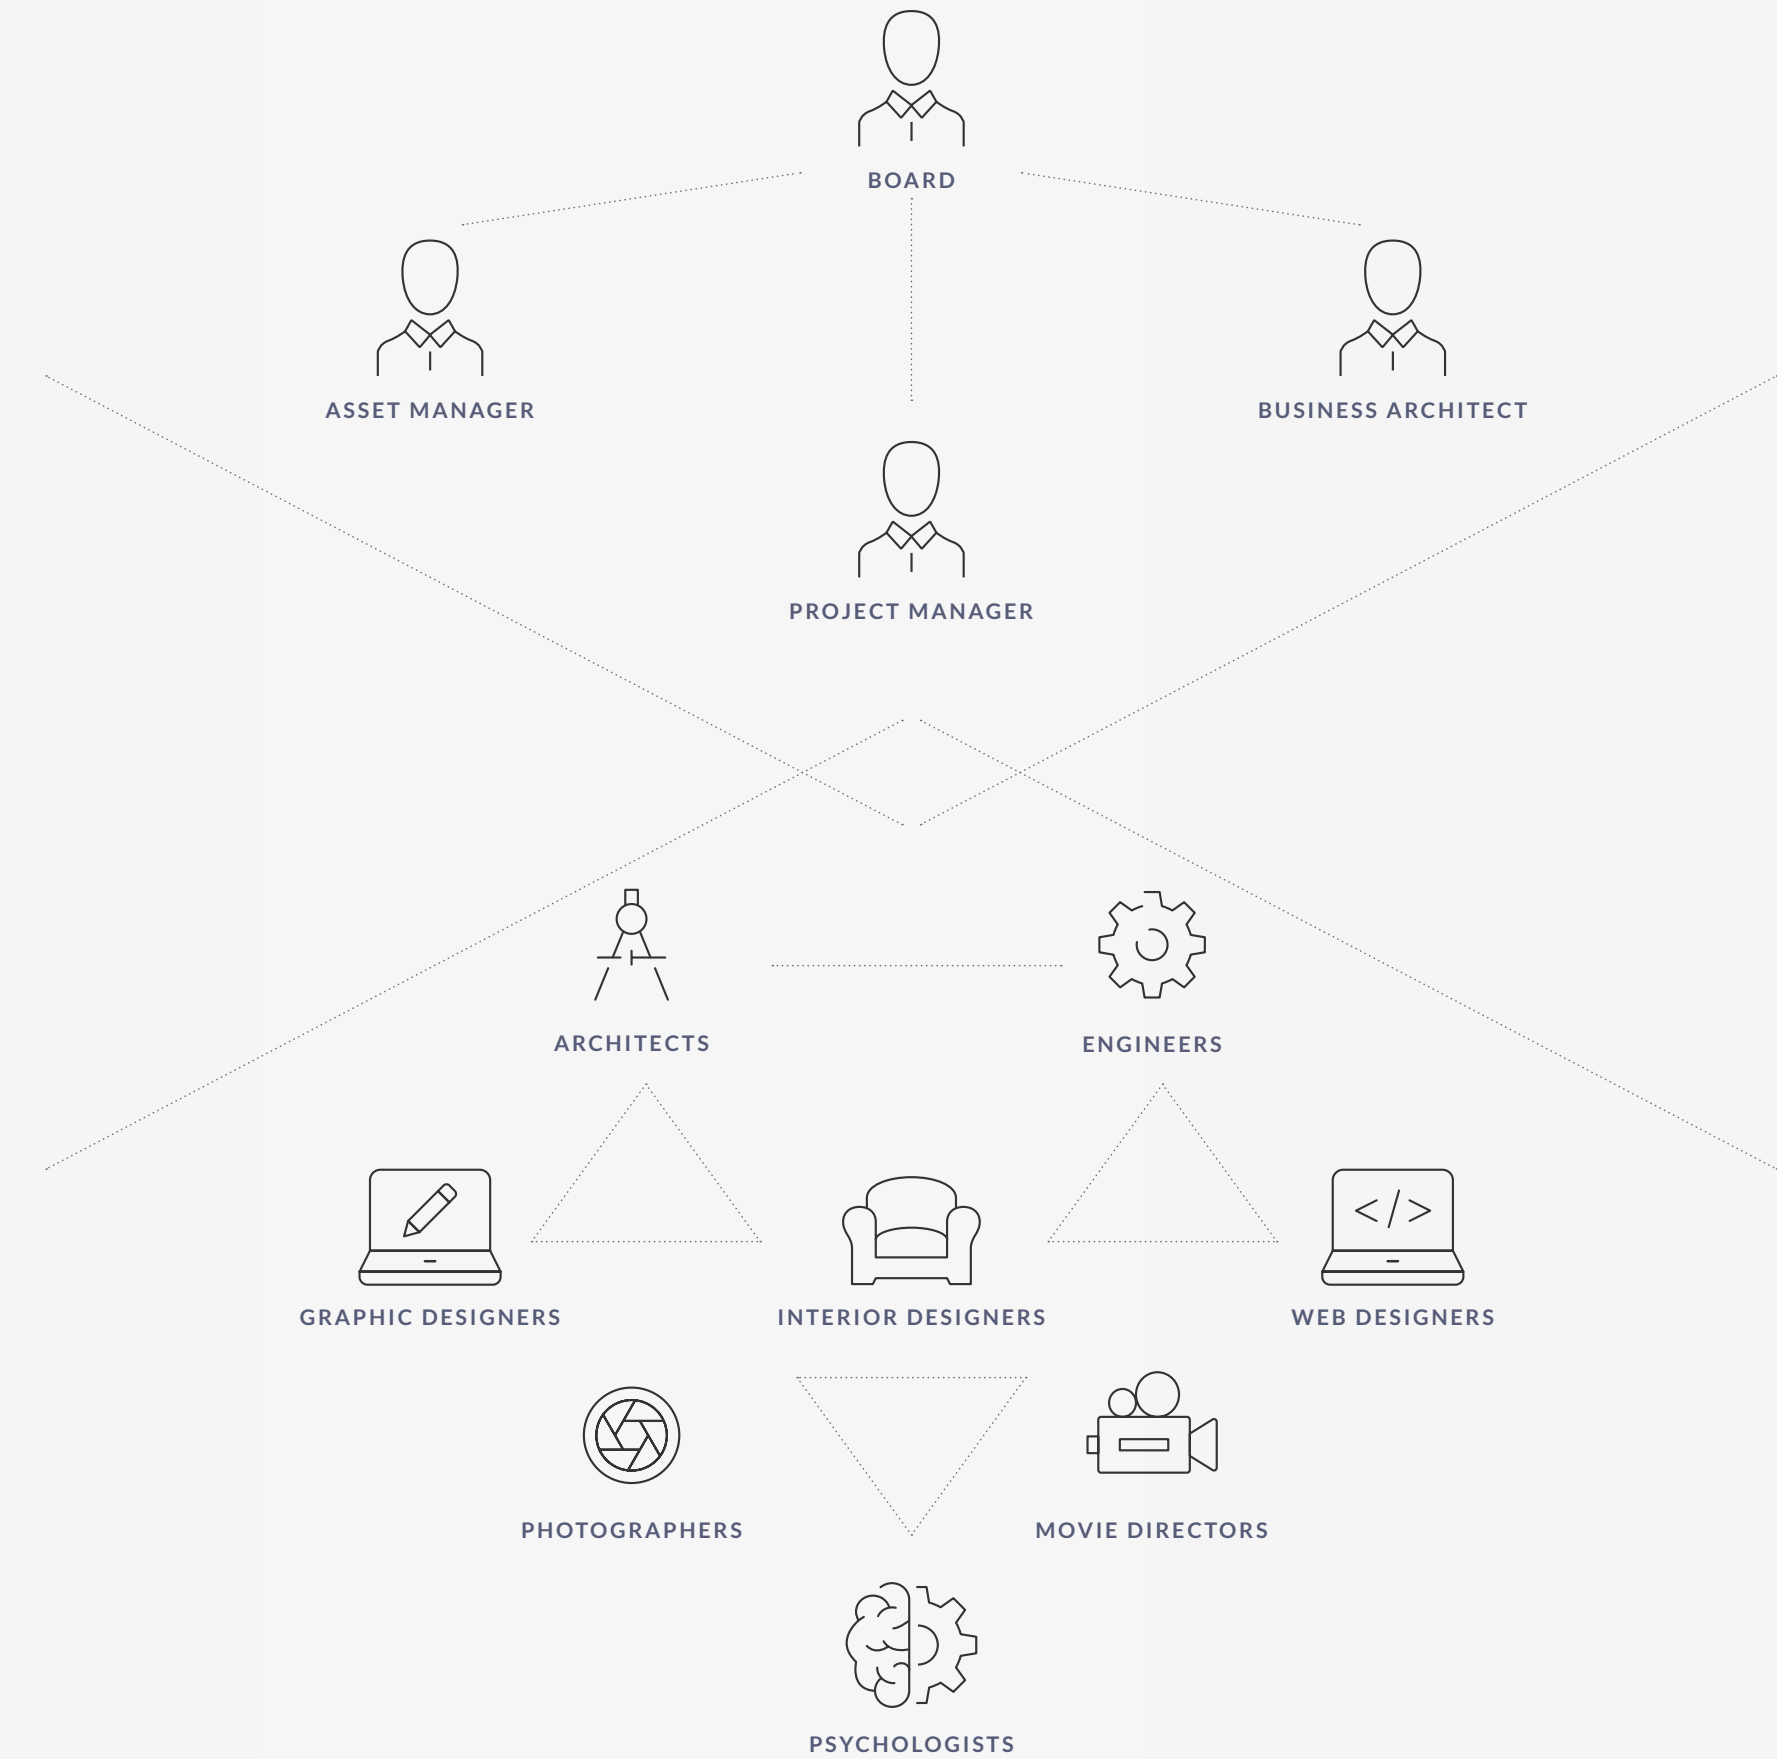 BOARD
ASSET MANAGER
BUSINESS ARCHITECT
PROJECT MANAGER
ARCHITECTS
ENGINEERS
GRAPHIC DESIGNERS
INTERIOR DESIGNERS
WEB DESIGNERS
PHOTOGRAPHERS
MOVIE DIRECTORS
PSYCHOLOGISTS